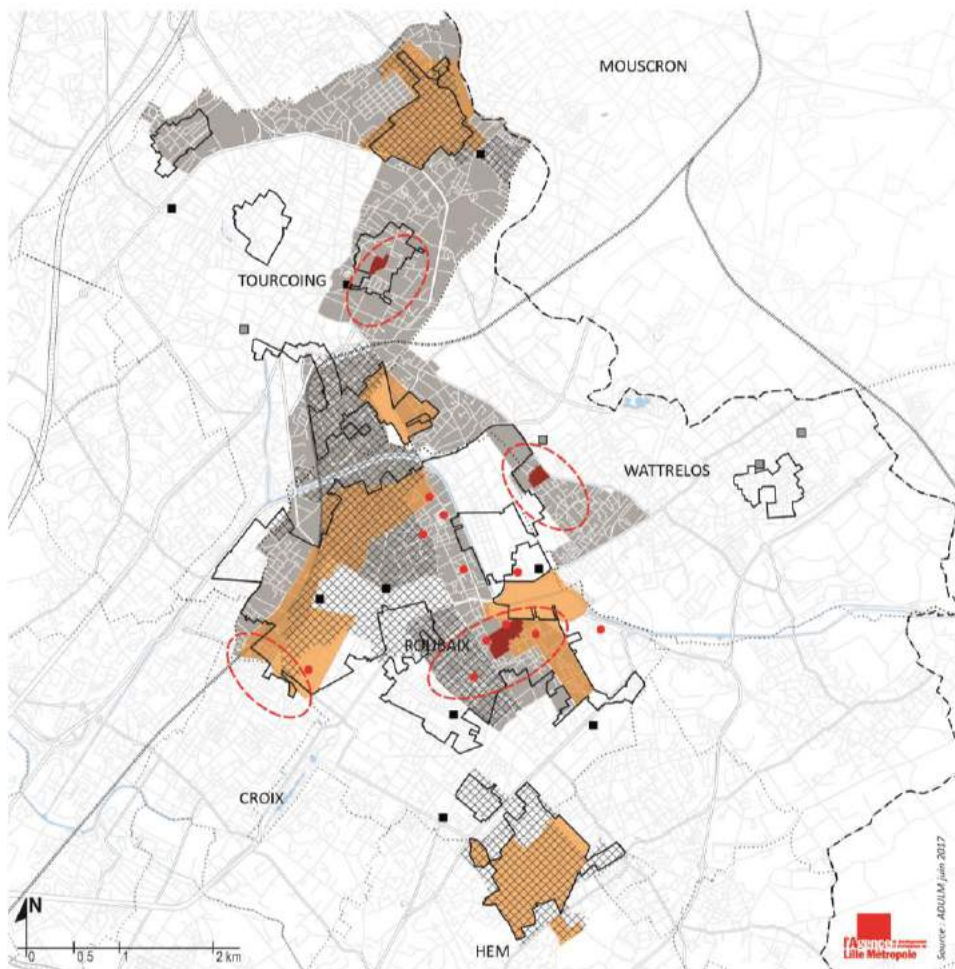 MOUSCRON
TOURCOING
WATTRELOS
ROUBAIX
CROIX
HEM
N
0 0.5 1 2 km
l'Agence
Lille Métropole
Source : ADULM juin 2017